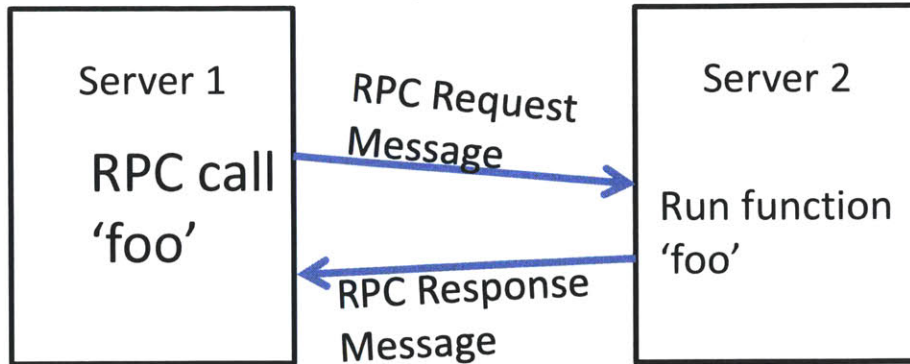 Server 1
RPC call
‘foo’
RPC Request
Message
RPC Response
Message
Server 2
Run function
‘foo’